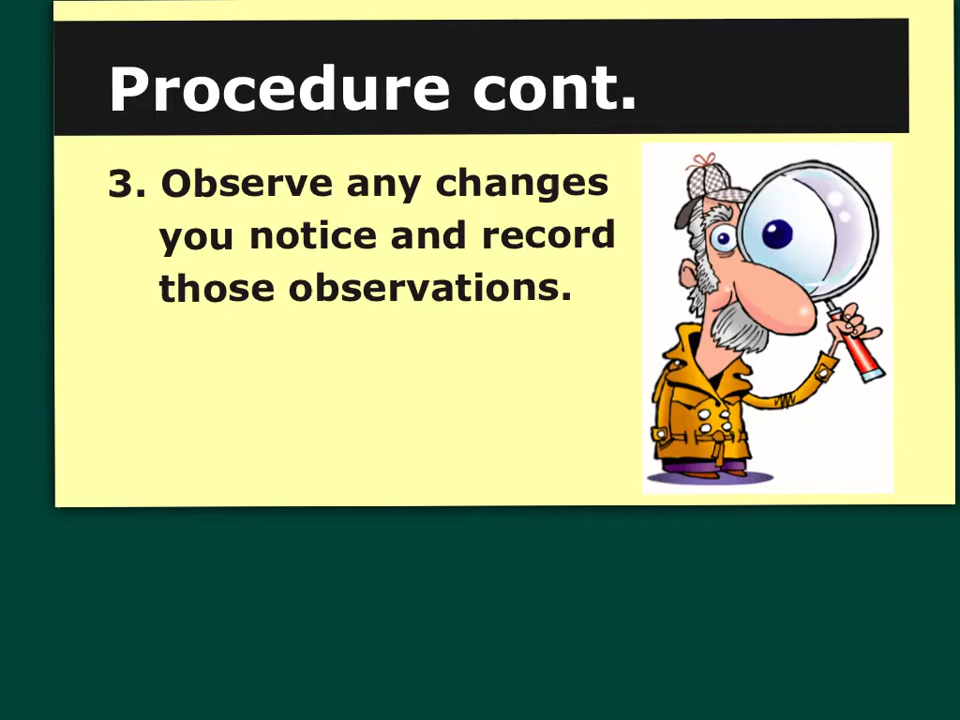 Procedure cont.
3. Observe any changes
you notice and record
those observations.